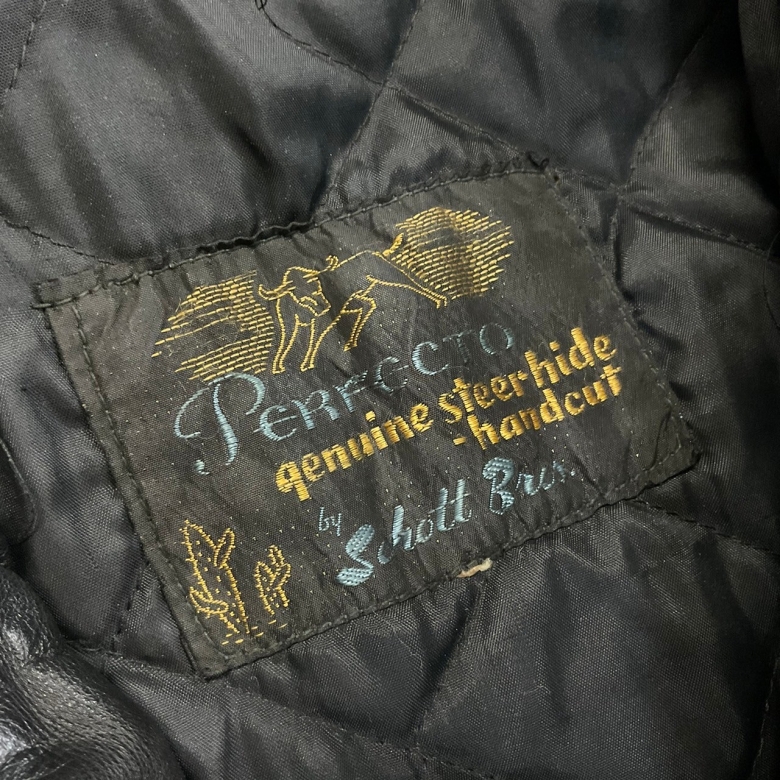 PERFECTO
genuine steerhide
-handcut
by Schott Bros.